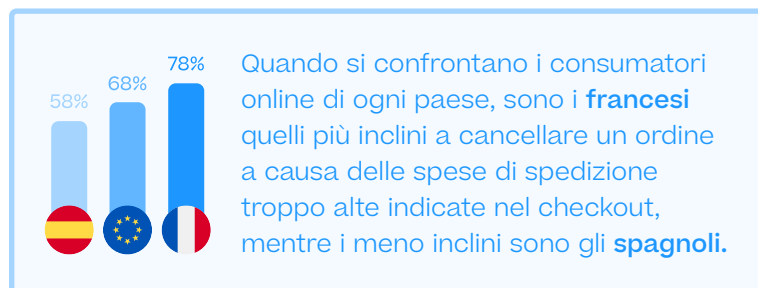 58%
68%
78%
Quando si confrontano i consumatori
online di ogni paese, sono i francesi
quelli più inclini a cancellare un ordine
a causa delle spese di spedizione
troppo alte indicate nel checkout,
mentre i meno inclini sono gli spagnoli.